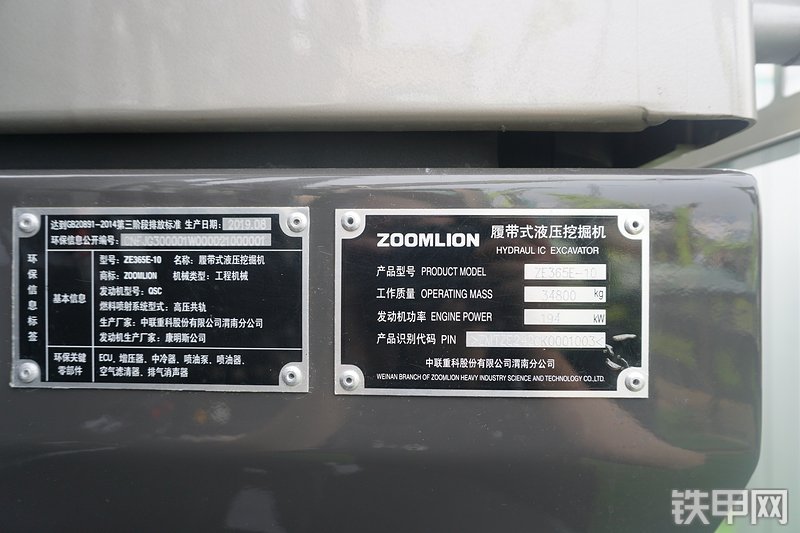 达到GB20891-2014第三阶段排放标准 生产日期: 2019.08
环保信息公开编号:
环保信息标签
基本信息
型号: ZE365E-10 名称: 履带式液压挖掘机
商标: ZOOMLION 机械类型: 工程机械
发动机型号: QSC
燃料喷射系统型式: 高压共轨
生产厂家: 中联重科股份有限公司渭南分公司
发动机生产厂家: 康明斯公司
环保关键零部件
ECU、增压器、中冷器、喷油泵、喷油器、
空气滤清器、排气消声器
ZOOMLION 履带式液压挖掘机
HYDRAULIC EXCAVATOR
产品型号 PRODUCT MODEL ZE365E-10
工作质量 OPERATING MASS 34800 kg
发动机功率 ENGINE POWER 194 kW
产品识别代码 PIN
中联重科股份有限公司渭南分公司
WEINAN BRANCH OF ZOOMLION HEAVY INDUSTRY SCIENCE AND TECHNOLOGY CO.,LTD.
铁甲网